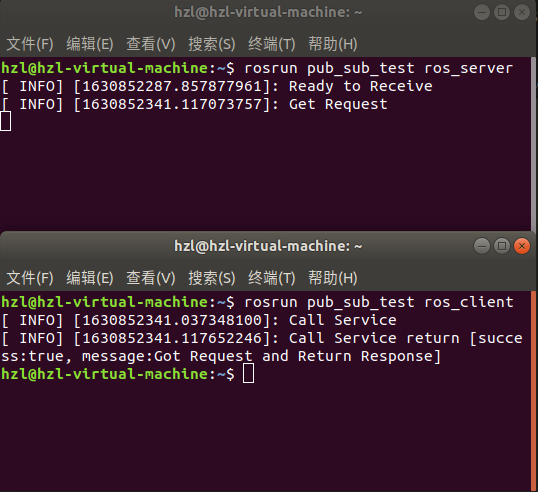 hzl@hzl-virtual-machine: ~
文件(F) 编辑(E) 查看(V) 搜索(S) 终端(T) 帮助(H)
hzl@hzl-virtual-machine:~$ rosrun pub_sub_test ros_server
[ INFO] [1630852287.857877961]: Ready to Receive
[ INFO] [1630852341.117073757]: Get Request
hzl@hzl-virtual-machine: ~
文件(F) 编辑(E) 查看(V) 搜索(S) 终端(T) 帮助(H)
hzl@hzl-virtual-machine:~$ rosrun pub_sub_test ros_client
[ INFO] [1630852341.037348100]: Call Service
[ INFO] [1630852341.117652246]: Call Service return [succe
ss:true, message:Got Request and Return Response]
hzl@hzl-virtual-machine:~$